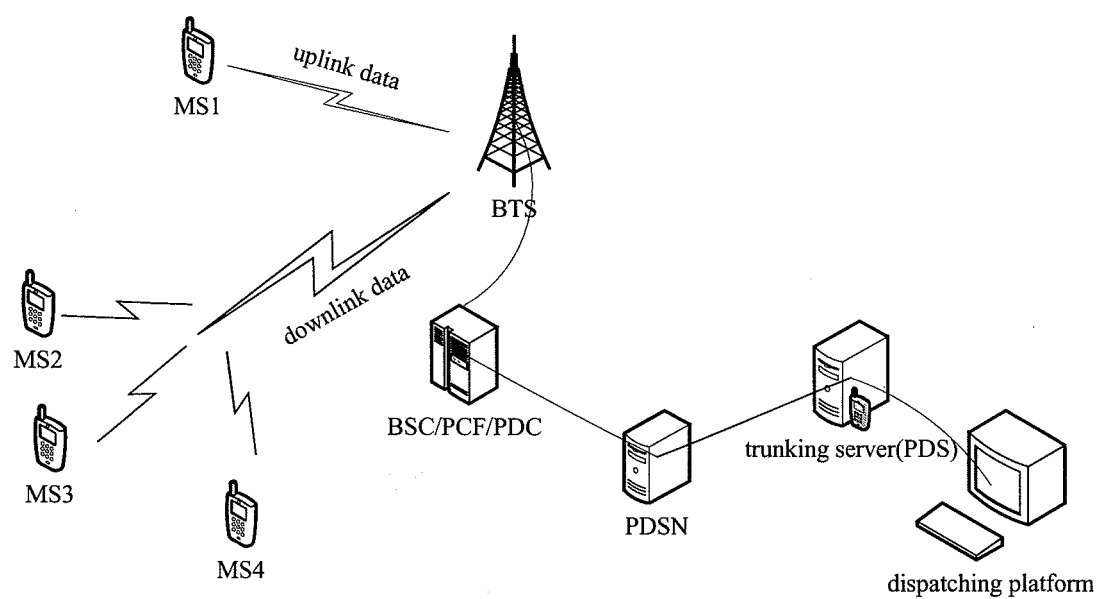 uplink data
MS1
BTS
downlink data
MS2
BSC/PCF/PDC
trunking server(PDS)
MS3
PDSN
MS4
dispatching platform